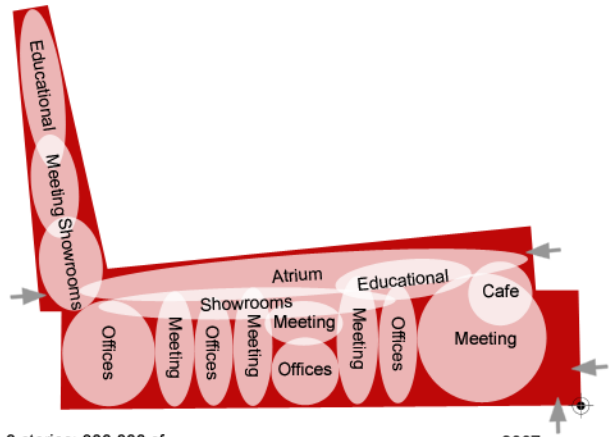 Educational
Meeting
Showrooms
Atrium
Educational
Cafe
Showrooms
Meeting
Offices
Meeting
Offices
Meeting
Offices
Meeting
Offices
Meeting